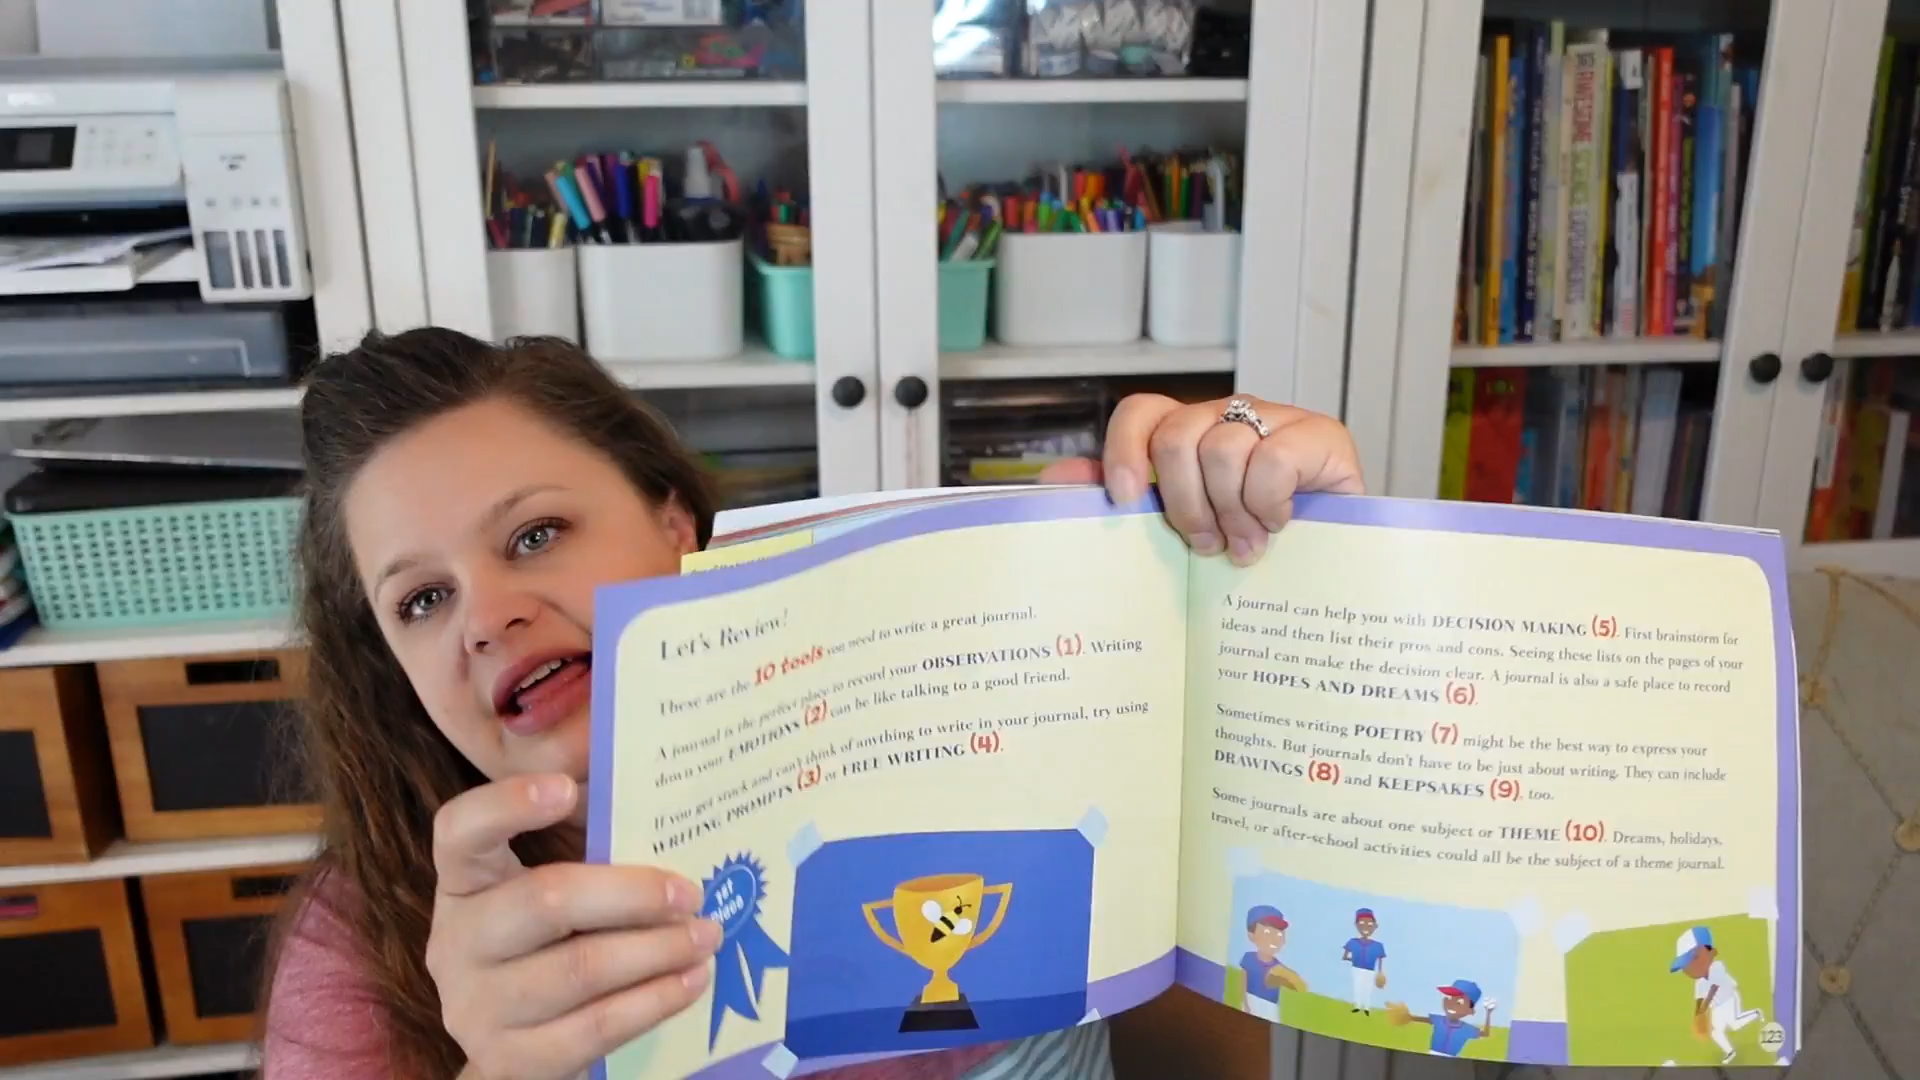 Let's Review!
These are the 10 tools you need to write a great journal.
A journal is the perfect place to record your OBSERVATIONS (1). Writing
down your EMOTIONS (2) can be like talking to a good friend.
If you get stuck and can't think of anything to write in your journal, try using
WRITING PROMPTS (3) or FREE WRITING (4).
1st
place
A journal can help you with DECISION MAKING (5). First brainstorm for
ideas and then list their pros and cons. Seeing these lists on the pages of your
journal can make the decision clear. A journal is also a safe place to record
your HOPES AND DREAMS (6).
Sometimes writing POETRY (7) might be the best way to express your
thoughts. But journals don't have to be just about writing. They can include
DRAWINGS (8) and KEEPSAKES (9), too.
Some journals are about one subject or THEME (10). Dreams, holidays,
travel, or after-school activities could all be the subject of a theme journal.
123